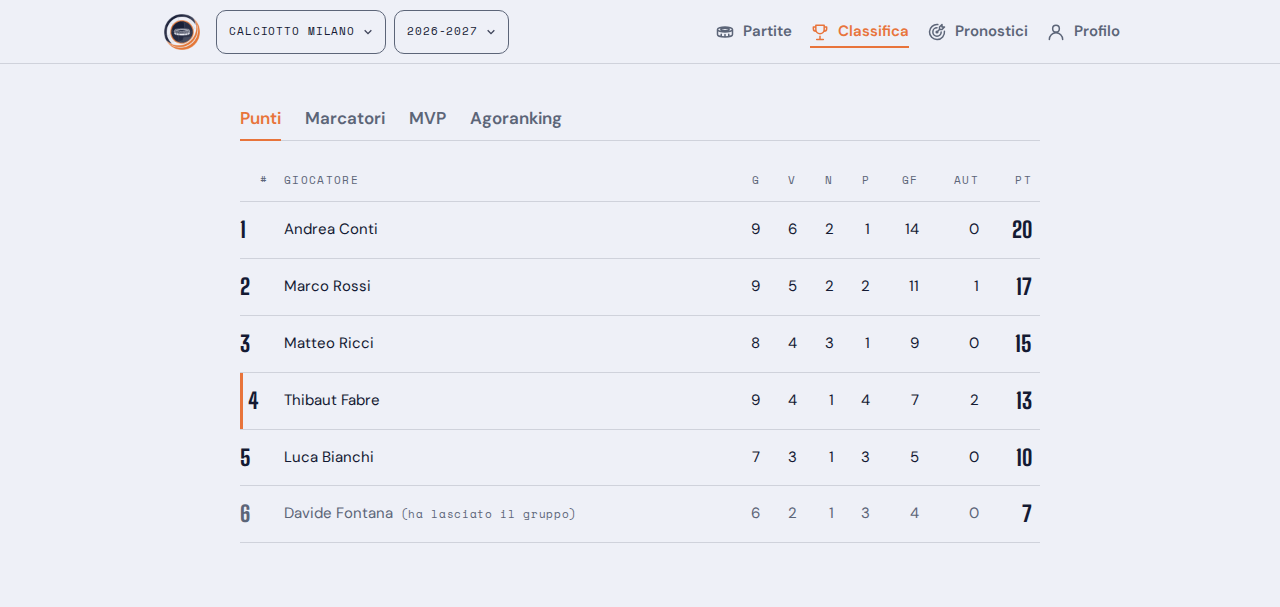 CALCIOTTO MILANO 2026-2027 Partite Classifica Pronostici Profilo
Punti Marcatori MVP Agoranking
# GIOCATORE G V N P GF AUT PT
1 Andrea Conti 9 6 2 1 14 0 20
2 Marco Rossi 9 5 2 2 11 1 17
3 Matteo Ricci 8 4 3 1 9 0 15
4 Thibaut Fabre 9 4 1 4 7 2 13
5 Luca Bianchi 7 3 1 3 5 0 10
6 Davide Fontana (ha lasciato il gruppo) 6 2 1 3 4 0 7